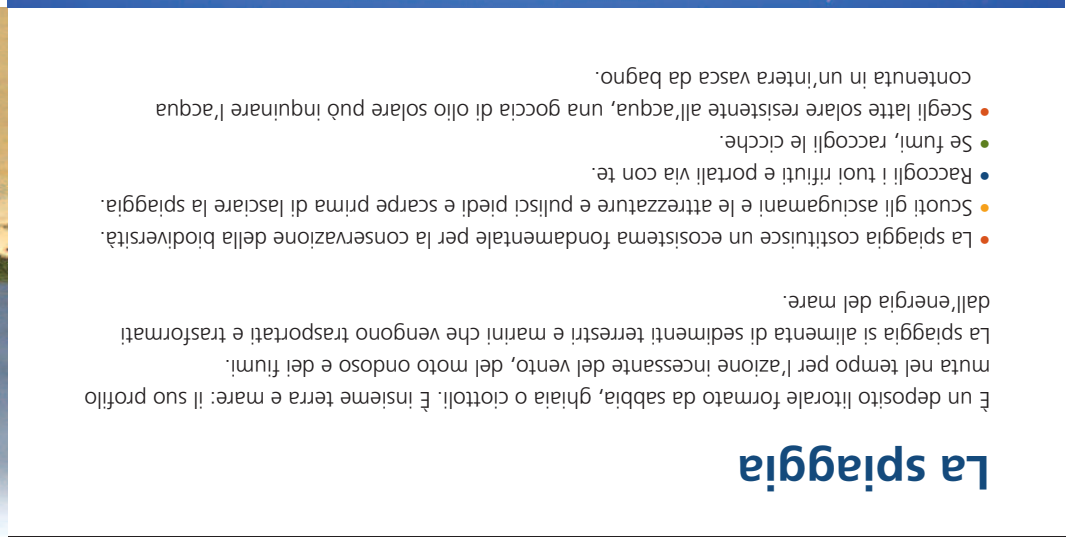 La spiaggia
È un deposito litorale formato da sabbia, ghiaia o ciottoli. È insieme terra e mare: il suo profilo
muta nel tempo per l'azione incessante del vento, del moto ondoso e dei fiumi.
La spiaggia si alimenta di sedimenti terrestri e marini che vengono trasportati e trasformati
dall'energia del mare.
• La spiaggia costituisce un ecosistema fondamentale per la conservazione della biodiversità.
• Scuoti gli asciugamani e le attrezzature e pulisci piedi e scarpe prima di lasciare la spiaggia.
• Raccogli i tuoi rifiuti e portali via con te.
• Se fumi, raccogli le cicche.
• Scegli latte solare resistente all'acqua, una goccia di olio solare può inquinare l'acqua
contenuta in un'intera vasca da bagno.